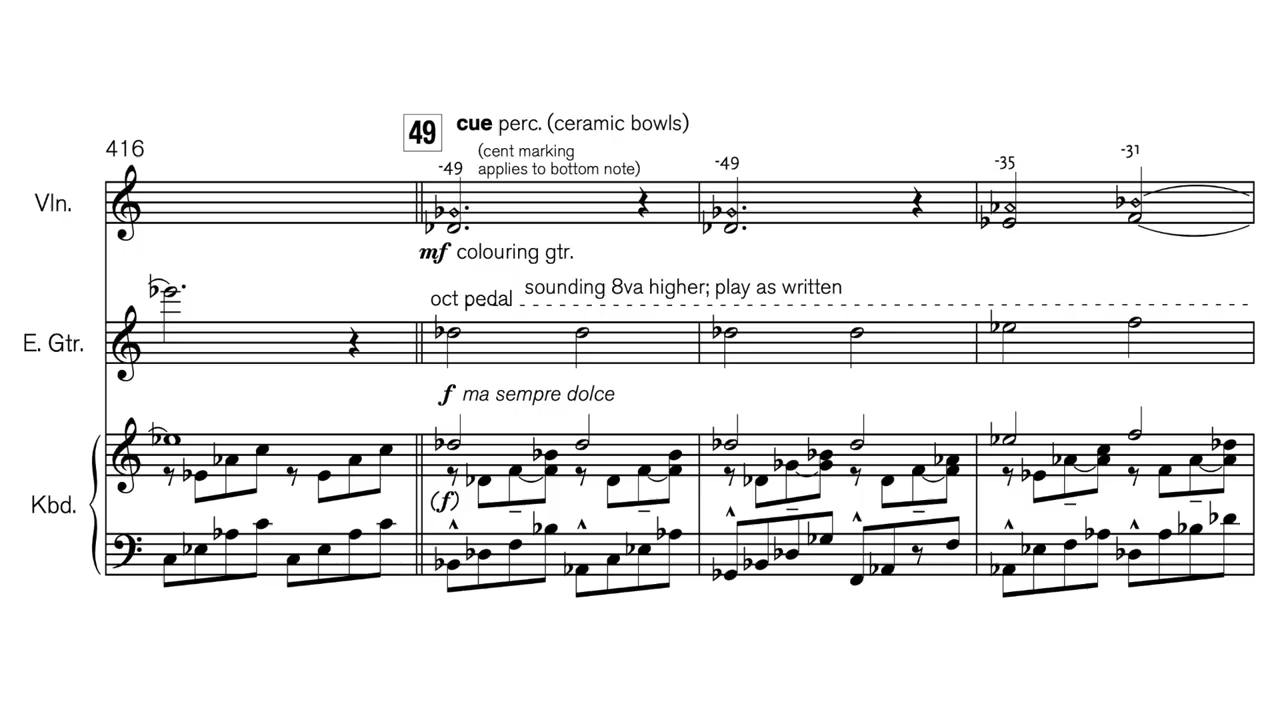 49 cue perc. (ceramic bowls)
416
-49 (cent marking
applies to bottom note)
-49
-35
-31
Vln.
mf colouring gtr.
oct pedal sounding 8va higher; play as written
E. Gtr.
f ma sempre dolce
(f)
Kbd.